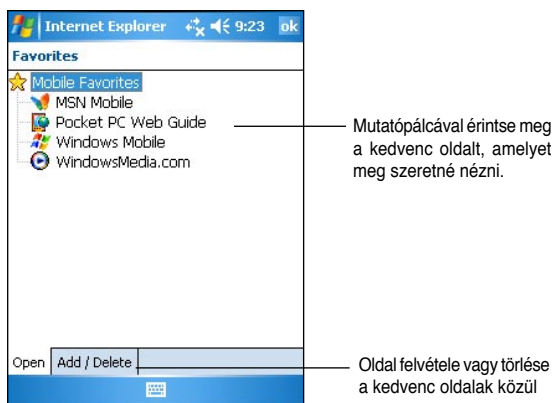 Internet Explorer 9:23 ok
Favorites
Mobile Favorites
MSN Mobile
Pocket PC Web Guide
Windows Mobile
WindowsMedia.com
Mutatópálcával érintse meg
a kedvenc oldalt, amelyet
meg szeretné nézni.
Open Add / Delete
Oldal felvétele vagy törlése
a kedvenc oldalak közül